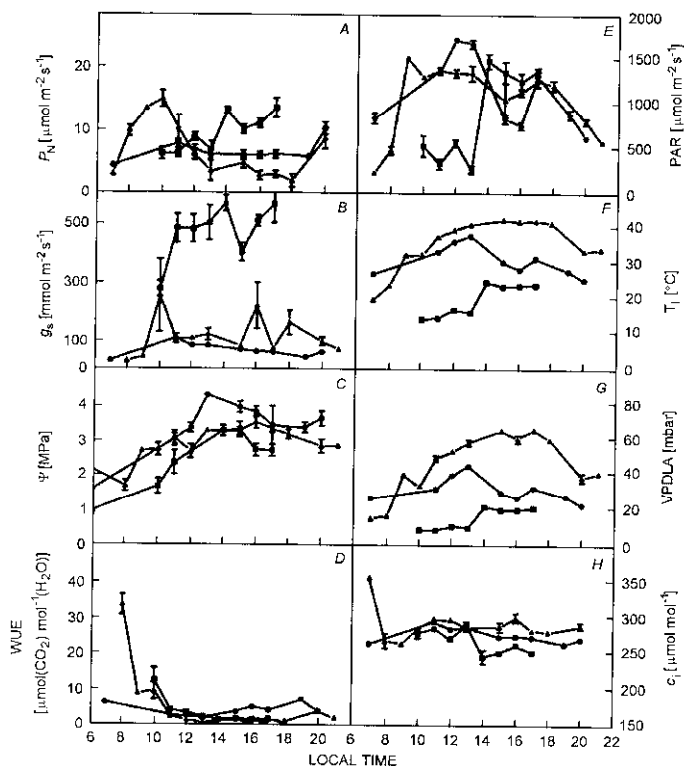 A
P_N [µmol m⁻² s⁻¹]
20
10
0
E
PAR [µmol m⁻² s⁻¹]
2000
1500
1000
500
0
B
g_s [mmol m⁻² s⁻¹]
500
300
100
0
F
T_l [°C]
40
30
20
10
0
C
Ψ [MPa]
4
3
2
1
0
G
VPDLA [mbar]
80
60
40
20
0
D
WUE
[µmol(CO₂) mol⁻¹(H₂O)]
40
30
20
10
0
H
c_i [µmol mol⁻¹]
350
300
250
200
150
6 8 10 12 14 16 18 20 6 8 10 12 14 16 18 20 22
LOCAL TIME